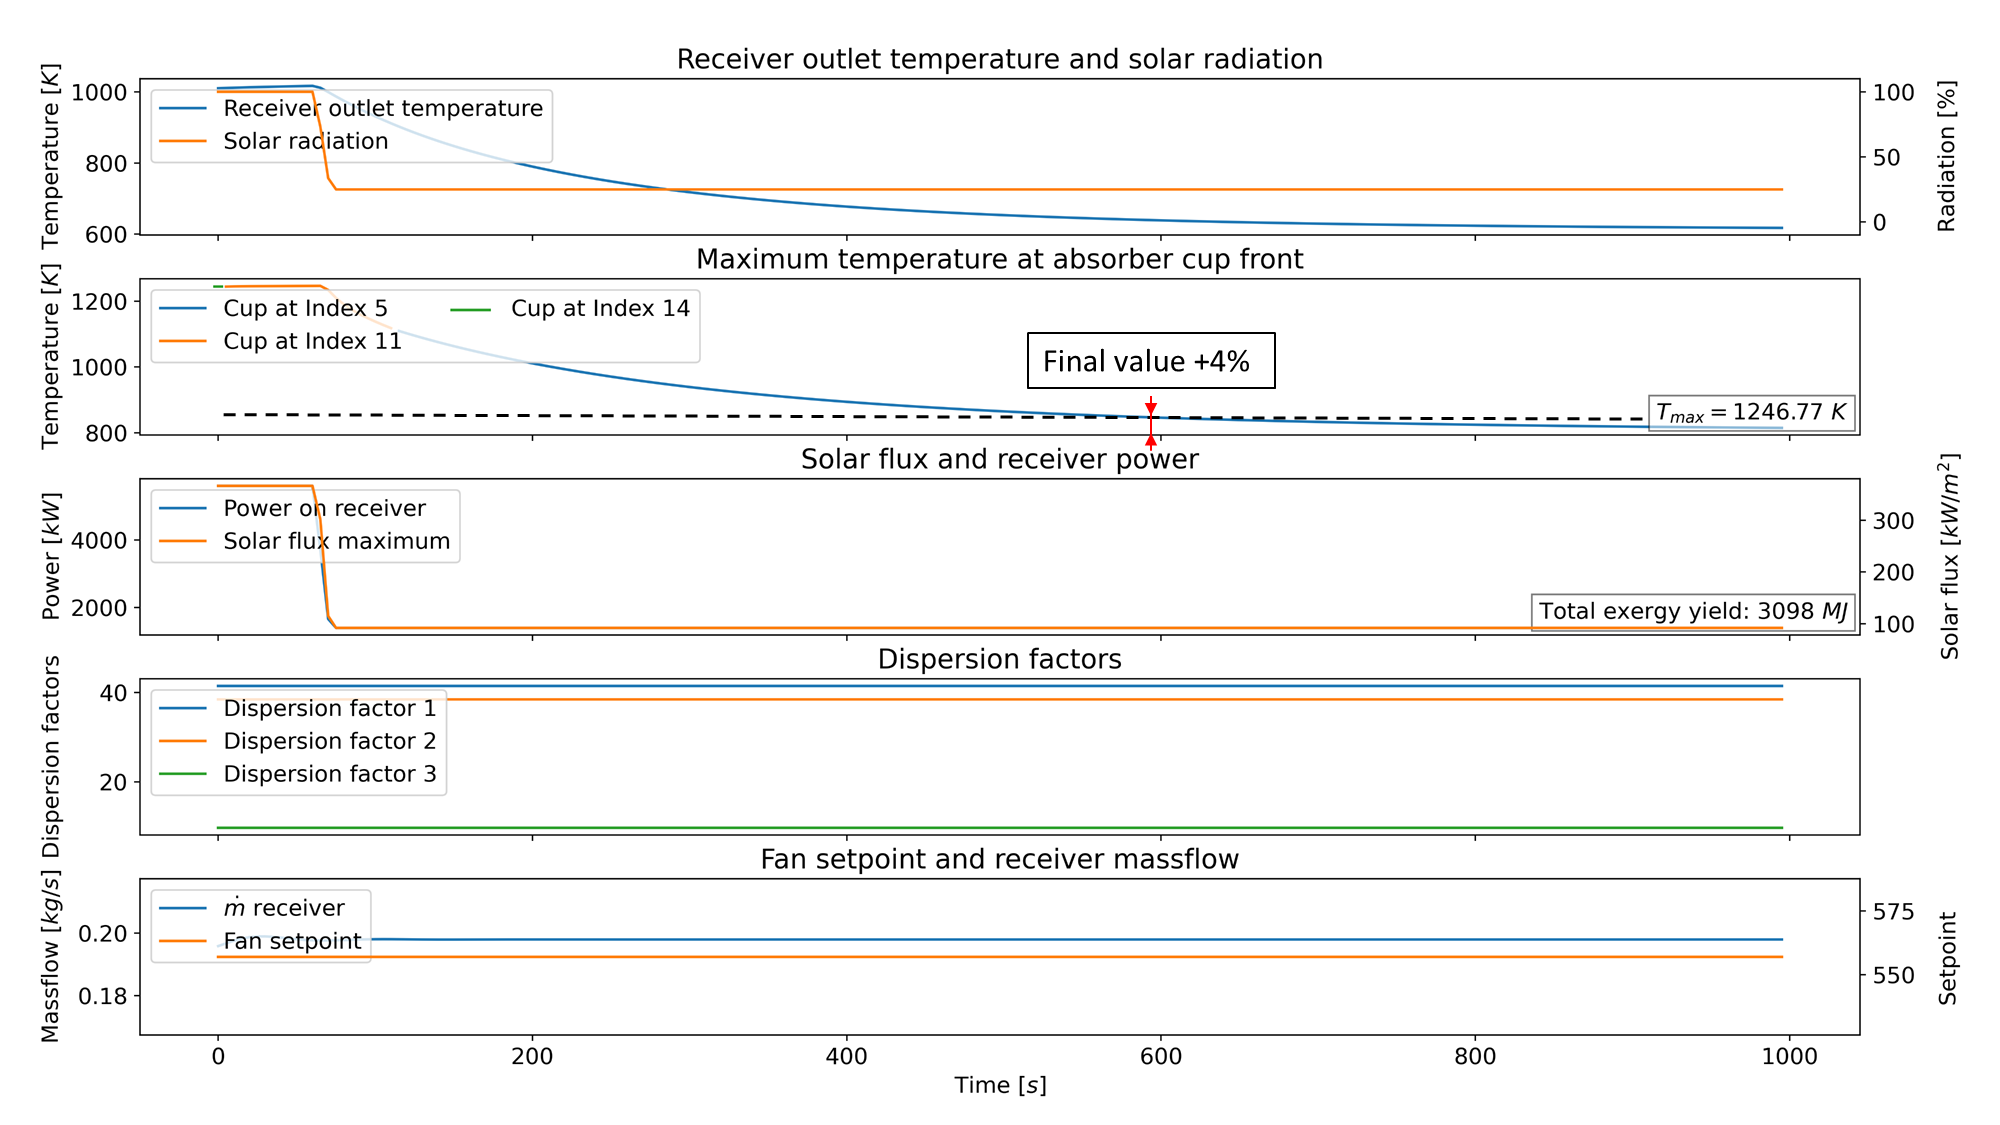 Receiver outlet temperature and solar radiation
Temperature [K]
1000
800
600
Receiver outlet temperature
Solar radiation
100
50
0
Radiation [%]
Maximum temperature at absorber cup front
Temperature [K]
1200
1000
800
Cup at Index 5
Cup at Index 11
Cup at Index 14
Final value +4%
T_max = 1246.77 K
Solar flux and receiver power
Power [kW]
4000
2000
Power on receiver
Solar flux maximum
300
200
100
Solar flux [kW/m²]
Total exergy yield: 3098 MJ
Dispersion factors
Dispersion factors
40
20
Dispersion factor 1
Dispersion factor 2
Dispersion factor 3
Fan setpoint and receiver massflow
Massflow [kg/s]
0.20
0.18
ṁ receiver
Fan setpoint
575
550
Setpoint
0 200 400 600 800 1000
Time [s]